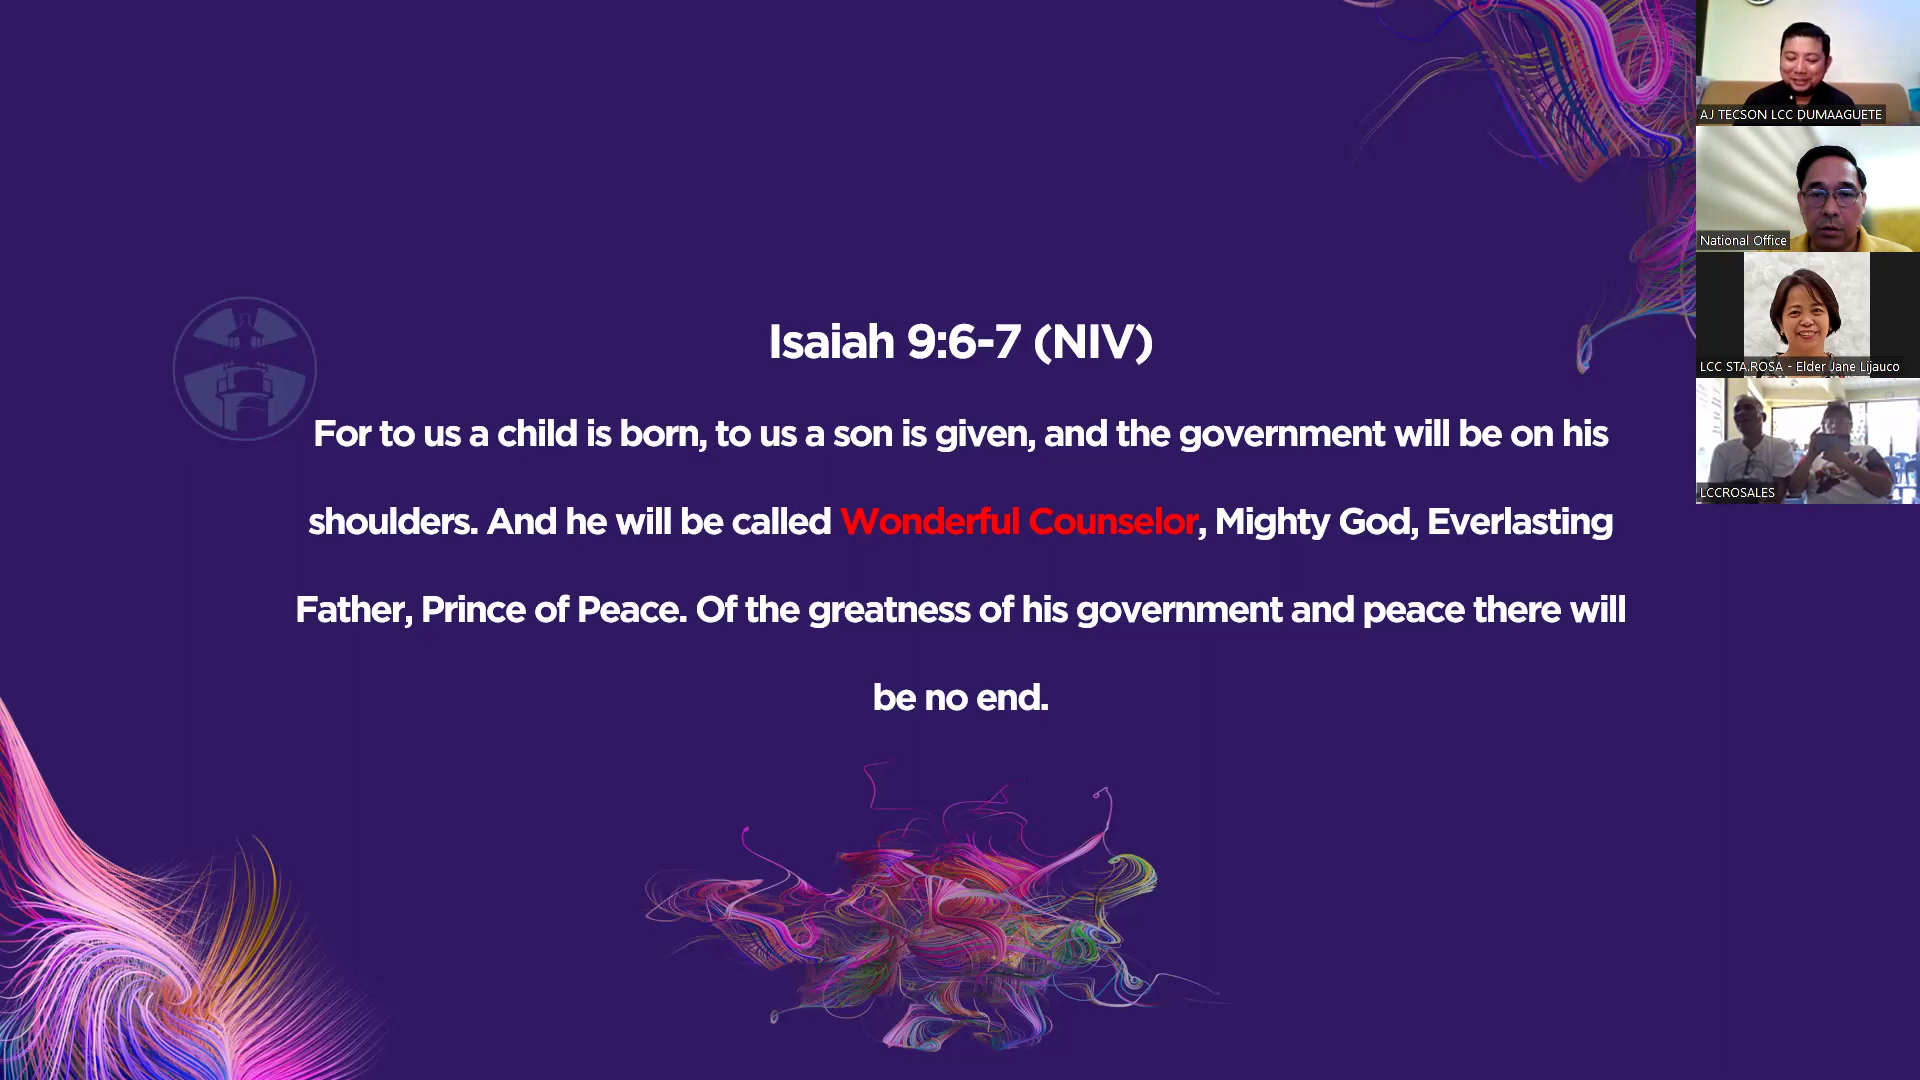 Isaiah 9:6-7 (NIV)
For to us a child is born, to us a son is given, and the government will be on his
shoulders. And he will be called Wonderful Counselor, Mighty God, Everlasting
Father, Prince of Peace. Of the greatness of his government and peace there will
be no end.
AJ TECSON LCC DUMAAGUETE
National Office
LCC STA.ROSA - Elder Jane Lijauco
LCCROSALES